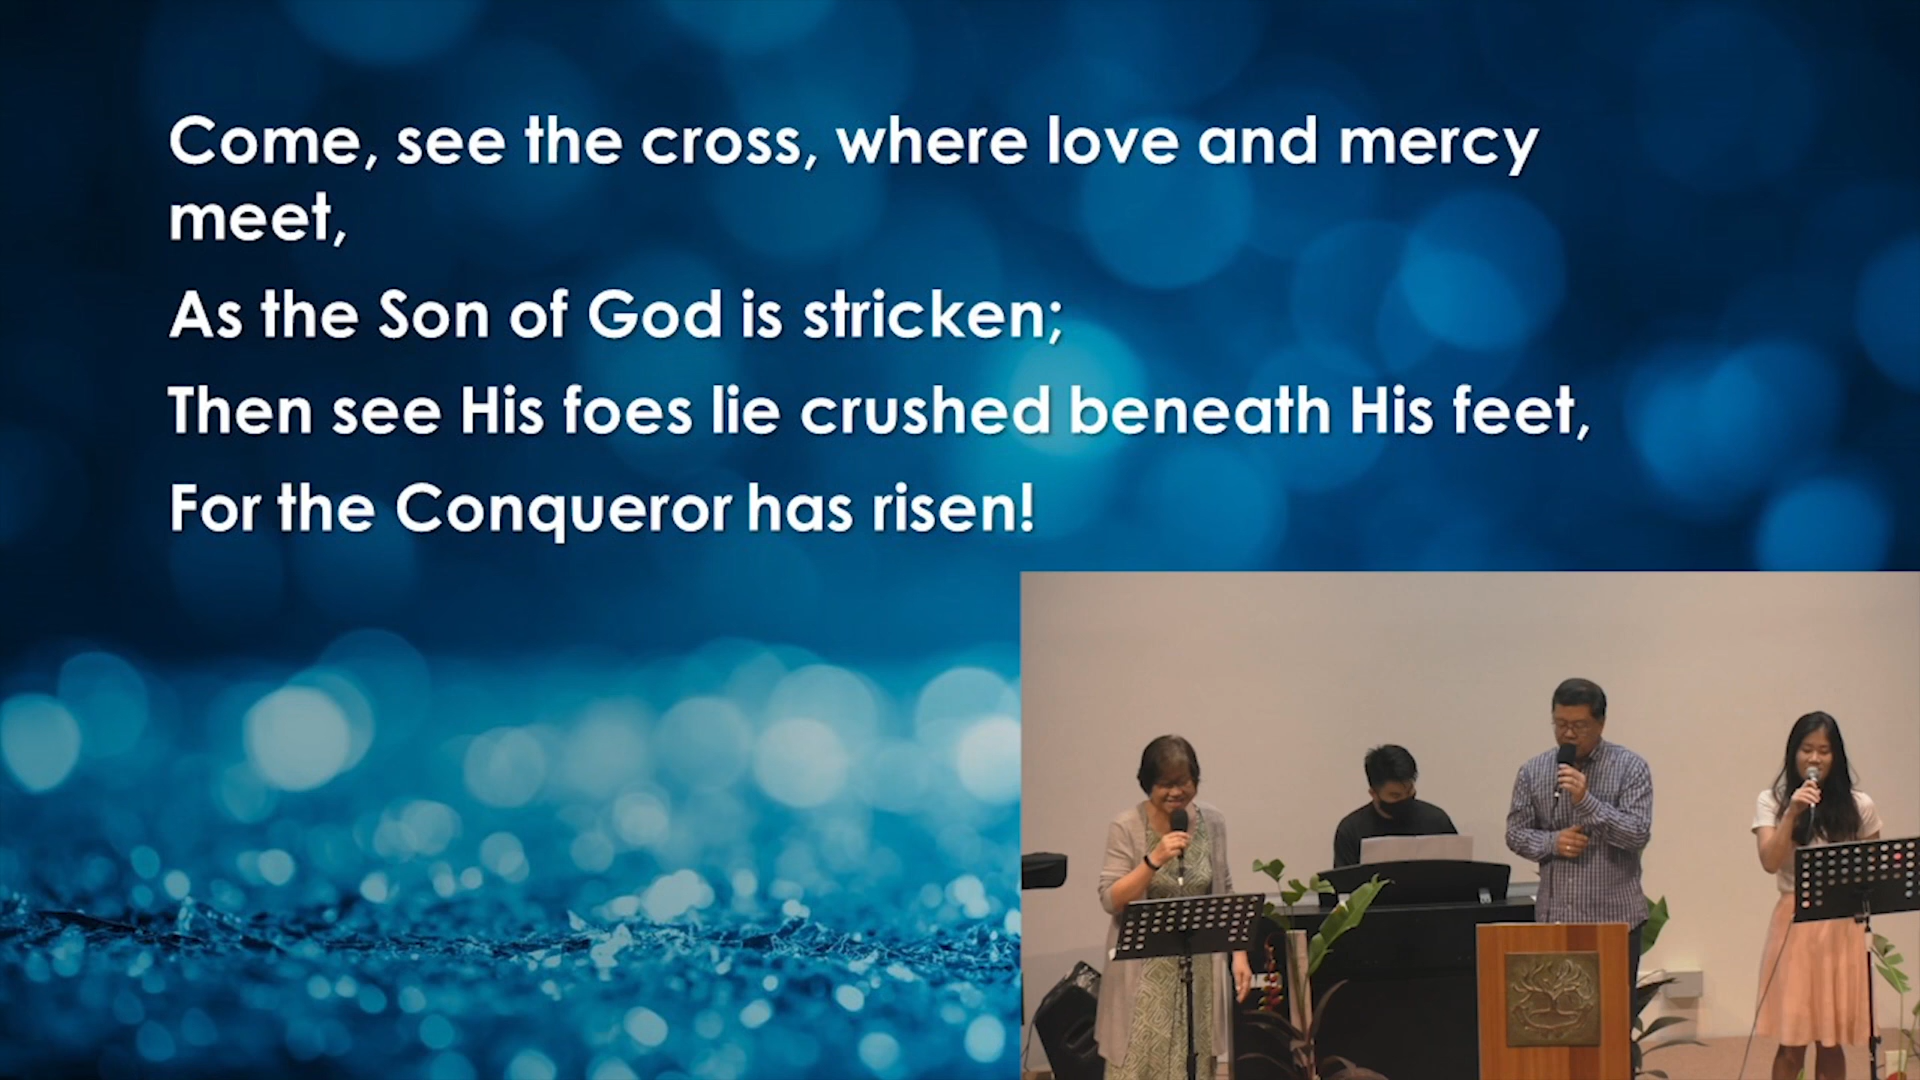 Come, see the cross, where love and mercy
meet,
As the Son of God is stricken;
Then see His foes lie crushed beneath His feet,
For the Conqueror has risen!